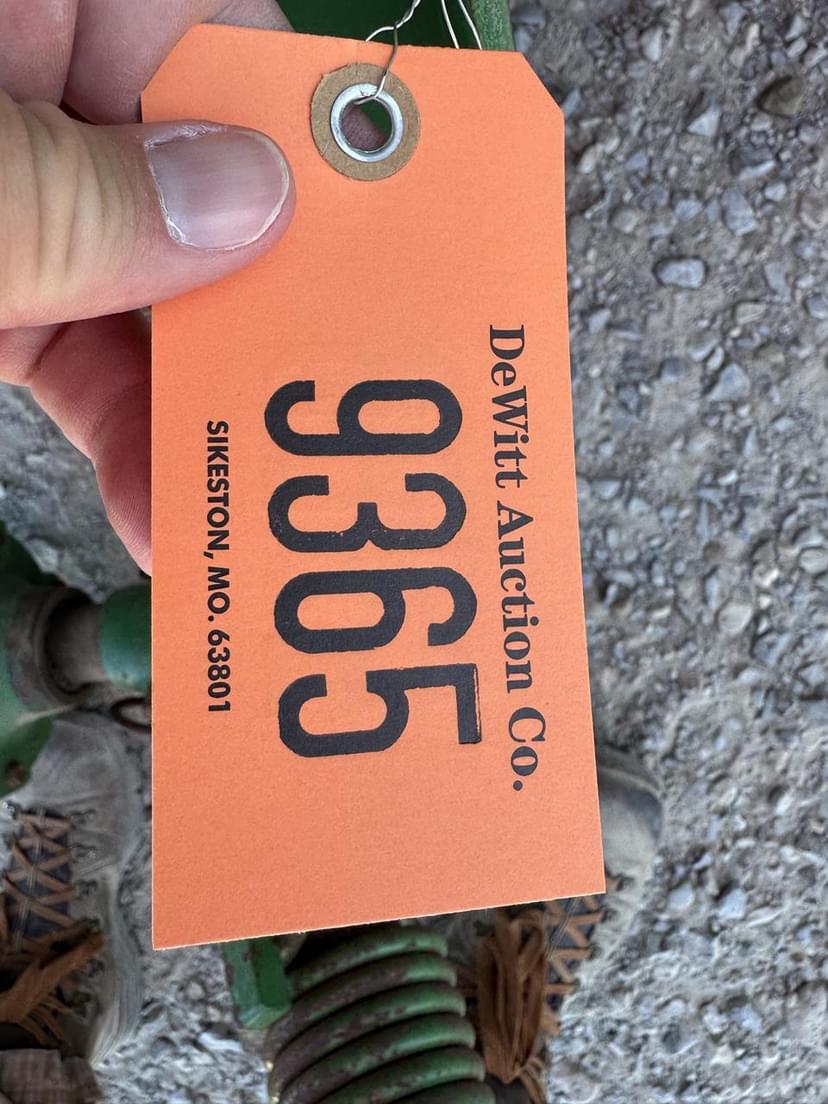 DeWitt Auction Co.
9365
SIKESTON, MO. 63801